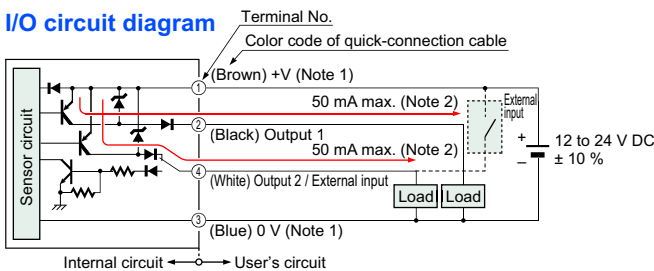 I/O circuit diagram
Terminal No.
Color code of quick-connection cable
1
(Brown) +V (Note 1)
50 mA max. (Note 2)
External
input
2
(Black) Output 1
50 mA max. (Note 2)
+
12 to 24 V DC
–
± 10 %
Sensor circuit
4
(White) Output 2 / External input
Load
Load
3
(Blue) 0 V (Note 1)
Internal circuit
User's circuit